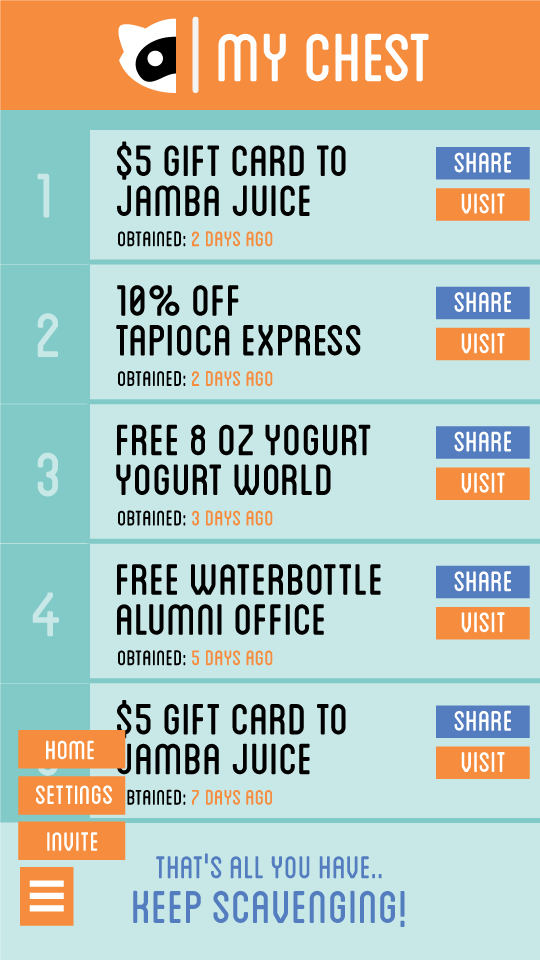 MY CHEST
1
$5 GIFT CARD TO
JAMBA JUICE
OBTAINED: 2 DAYS AGO
SHARE
VISIT
2
10% OFF
TAPIOCA EXPRESS
OBTAINED: 2 DAYS AGO
SHARE
VISIT
3
FREE 8 OZ YOGURT
YOGURT WORLD
OBTAINED: 3 DAYS AGO
SHARE
VISIT
4
FREE WATERBOTTLE
ALUMNI OFFICE
OBTAINED: 5 DAYS AGO
SHARE
VISIT
$5 GIFT CARD TO
JAMBA JUICE
BTAINED: 7 DAYS AGO
SHARE
VISIT
HOME
SETTINGS
INVITE
THAT'S ALL YOU HAVE..
KEEP SCAVENGING!